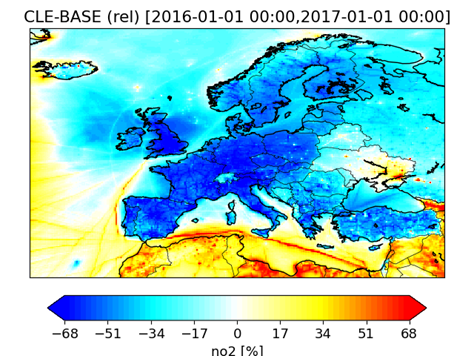 CLE-BASE (rel) [2016-01-01 00:00,2017-01-01 00:00]
−68 −51 −34 −17 0 17 34 51 68
no2 [%]